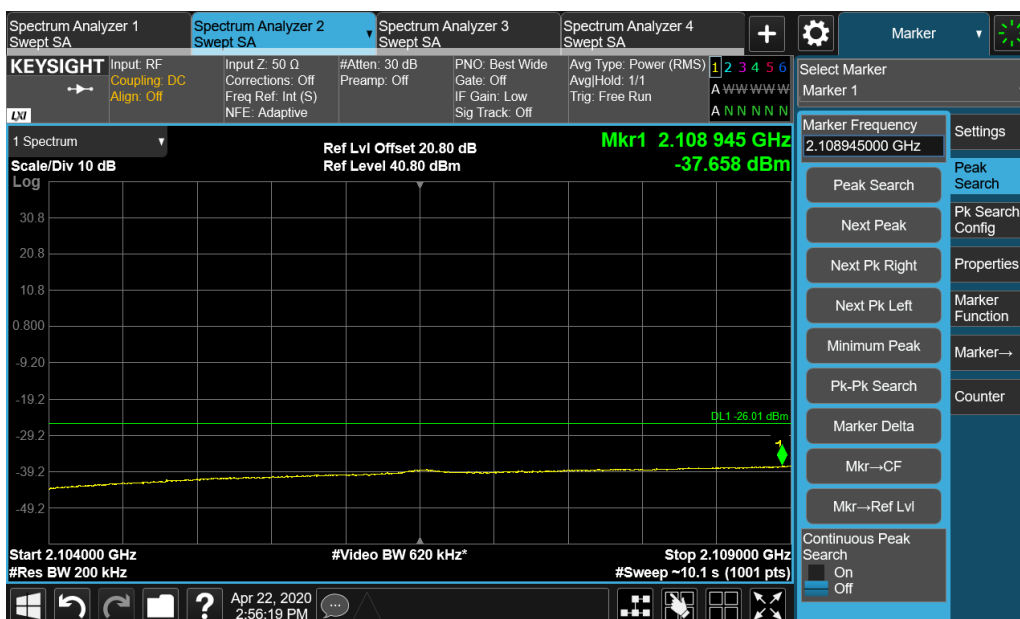 Spectrum Analyzer 1
Swept SA
Spectrum Analyzer 2
Swept SA
Spectrum Analyzer 3
Swept SA
Spectrum Analyzer 4
Swept SA
+
Marker
KEYSIGHT
LXI
Input: RF
Coupling: DC
Align: Off
Input Z: 50 Ω
Corrections: Off
Freq Ref: Int (S)
NFE: Adaptive
#Atten: 30 dB
Preamp: Off
PNO: Best Wide
Gate: Off
IF Gain: Low
Sig Track: Off
Avg Type: Power (RMS)
Avg|Hold: 1/1
Trig: Free Run
1 2 3 4 5 6
A W W W W W
A N N N N N
Select Marker
Marker 1
1 Spectrum
Scale/Div 10 dB
Log
Ref Lvl Offset 20.80 dB
Ref Level 40.80 dBm
Mkr1 2.108 945 GHz
-37.658 dBm
30.8
20.8
10.8
0.800
-9.20
-19.2
-29.2
-39.2
-49.2
DL1 -26.01 dBm
1
Start 2.104000 GHz
#Res BW 200 kHz
#Video BW 620 kHz*
Stop 2.109000 GHz
#Sweep ~10.1 s (1001 pts)
Marker Frequency
2.108945000 GHz
Peak Search
Next Peak
Next Pk Right
Next Pk Left
Minimum Peak
Pk-Pk Search
Marker Delta
Mkr→CF
Mkr→Ref Lvl
Continuous Peak
Search
On
Off
Settings
Peak
Search
Pk Search
Config
Properties
Marker
Function
Marker→
Counter
?
Apr 22, 2020
2:56:19 PM